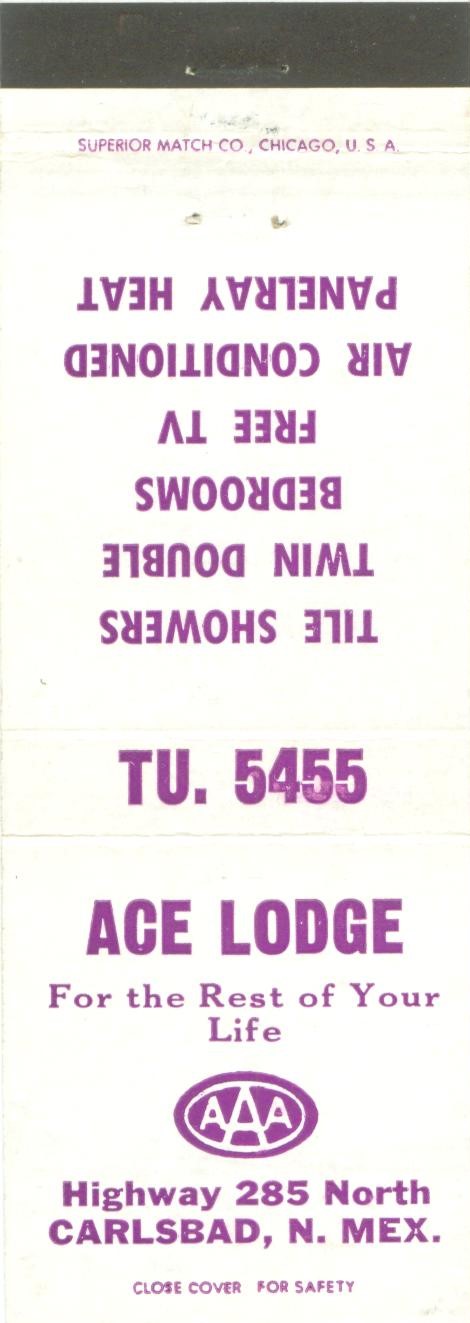 SUPERIOR MATCH CO., CHICAGO, U. S A.
TILE SHOWERS
TWIN DOUBLE
BEDROOMS
FREE TV
AIR CONDITIONED
PANELRAY HEAT
TU. 5455
ACE LODGE
For the Rest of Your
Life
AAA
Highway 285 North
CARLSBAD, N. MEX.
CLOSE COVER FOR SAFETY